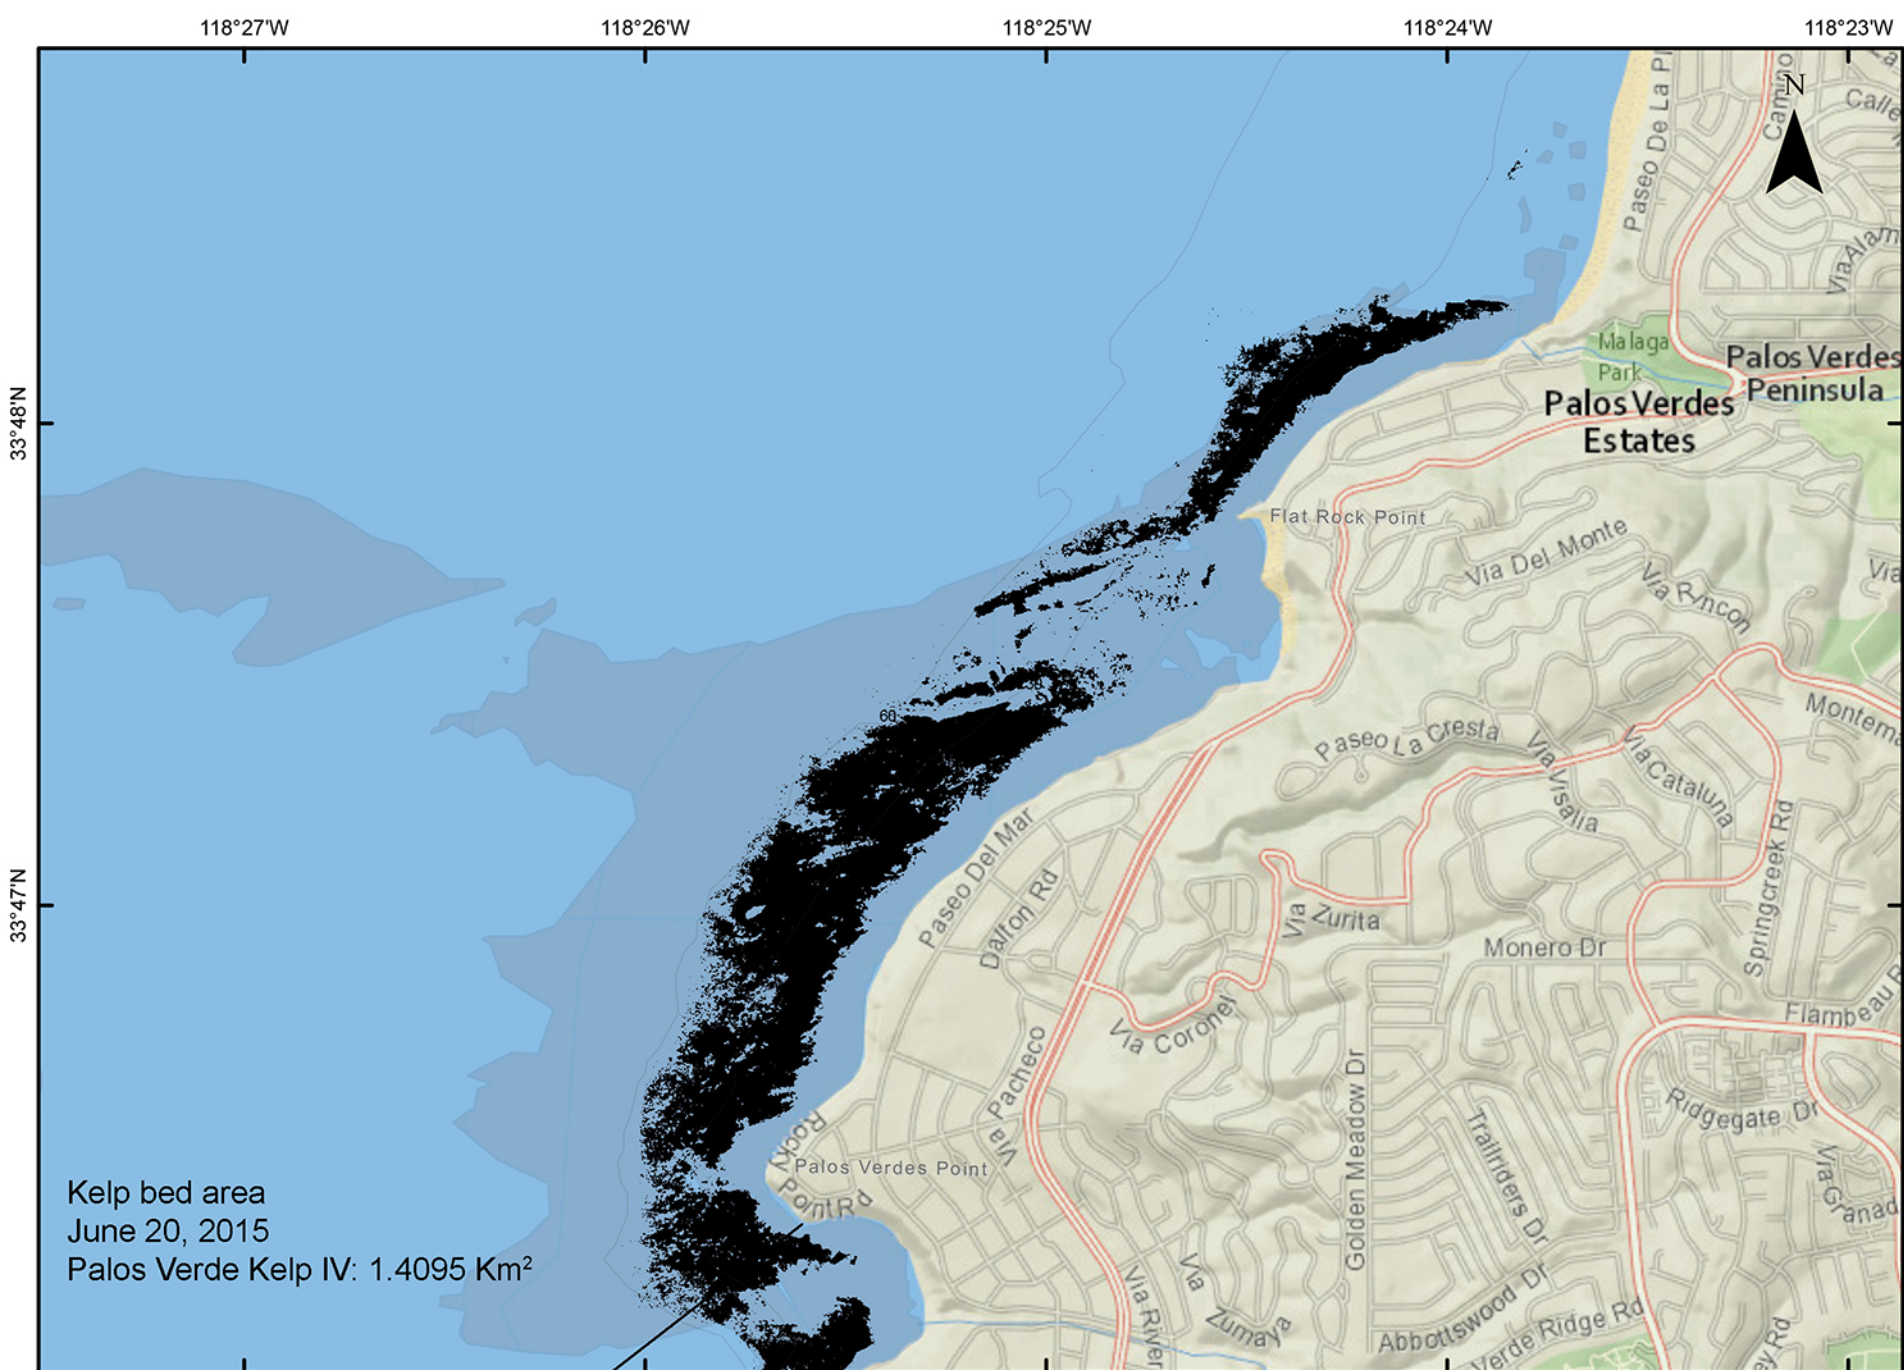 118°27'W
118°26'W
118°25'W
118°24'W
118°23'W
33°48'N
33°47'N
N
Paseo De La Pl
Camino
Calle
Via Alam
Malaga
Park
Palos Verdes
Peninsula
Palos Verdes
Estates
Flat Rock Point
Via Del Monte
Via Rincon
Via
Montema
Paseo La Cresta
Via Visalia
Via Cataluna
60
Paseo Del Mar
Dalton Rd
Via
Zurita
Monero Dr
Springcreek Rd
Flambeau R
Via Coronel
Via Pacheco
Golden Meadow Dr
Ridgegate Dr
Trailriders Dr
Via Granad
Rocky
Point Rd
Palos Verdes Point
Via
Zumaya
Via River
Abbottswood Dr
Verde Ridge Rd
ey Rd
Kelp bed area
June 20, 2015
Palos Verde Kelp IV: 1.4095 Km²